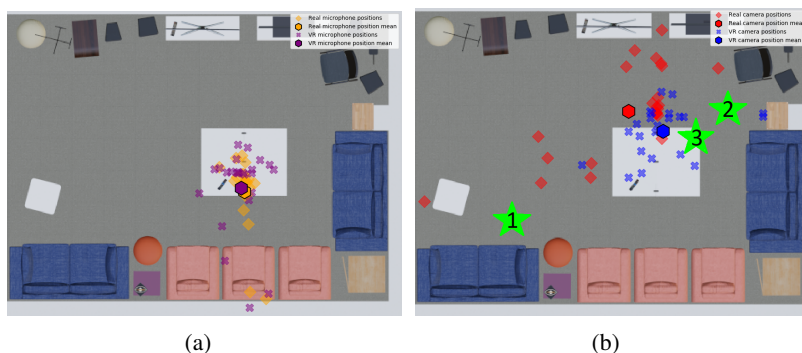 Real microphone positions
Real microphone position mean
VR microphone positions
VR microphone position mean
Real camera positions
Real camera position mean
VR camera positions
VR camera position mean
2
3
1
(a)
(b)